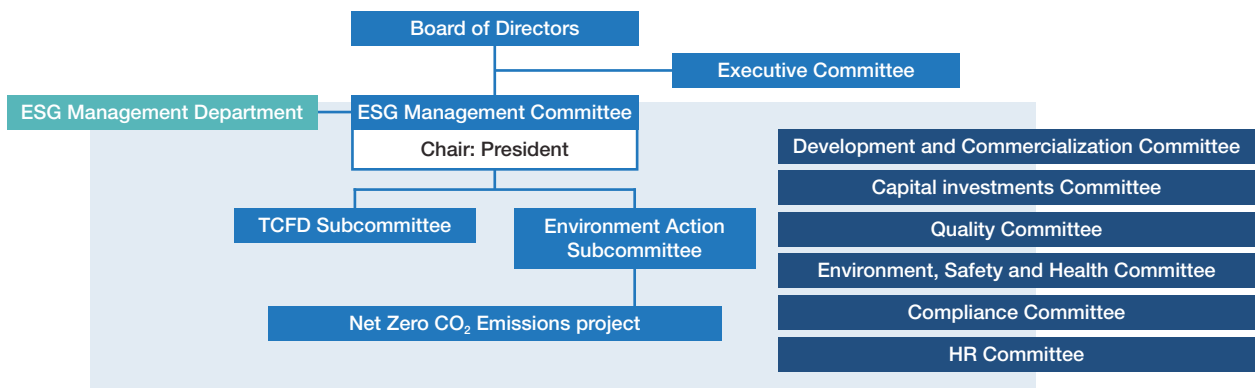 Board of Directors
Executive Committee
ESG Management Department
ESG Management Committee
Chair: President
TCFD Subcommittee
Environment Action
Subcommittee
Net Zero CO₂ Emissions project
Development and Commercialization Committee
Capital investments Committee
Quality Committee
Environment, Safety and Health Committee
Compliance Committee
HR Committee